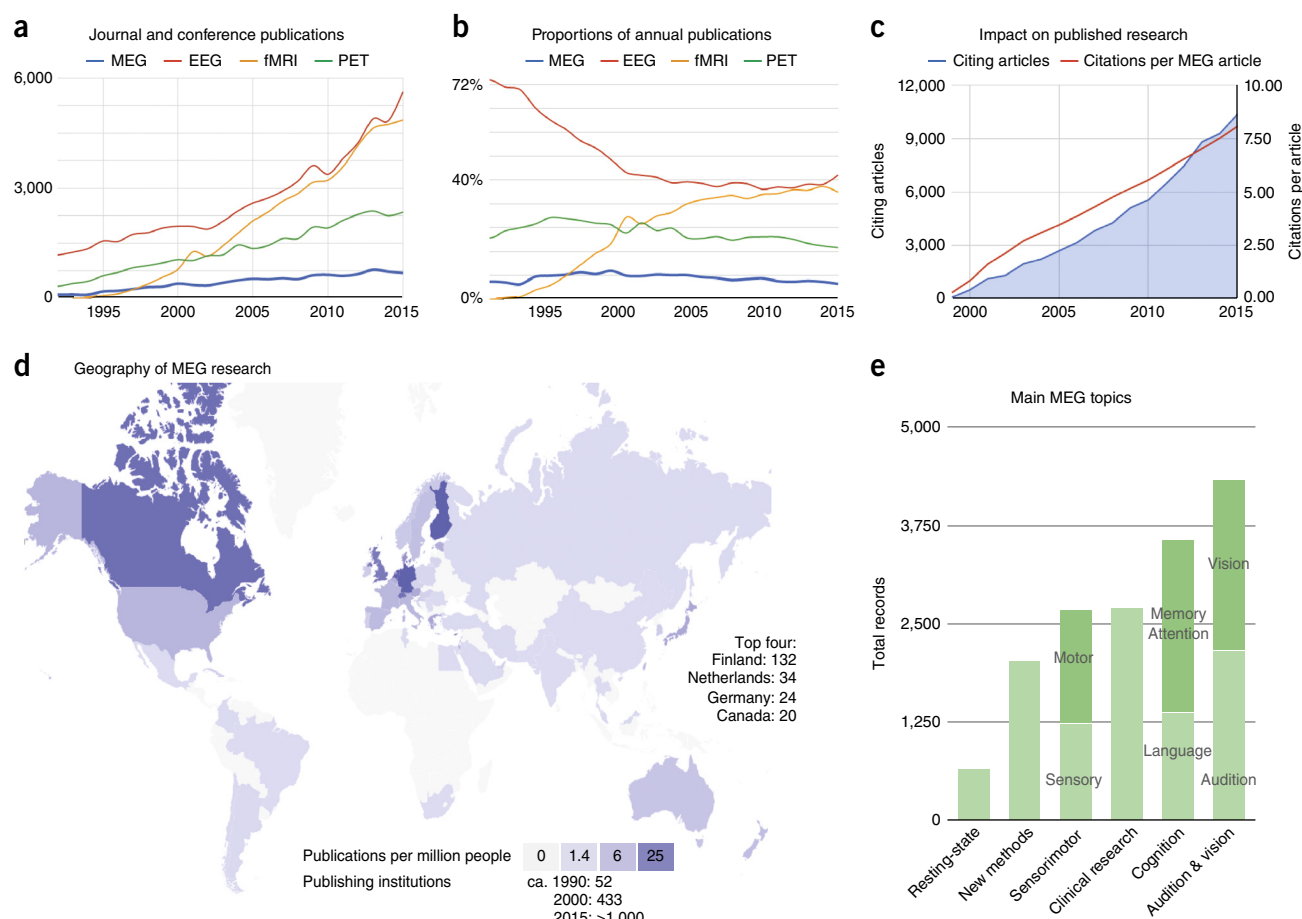 a
Journal and conference publications
MEG EEG fMRI PET
6,000
3,000
0
1995 2000 2005 2010 2015
b
Proportions of annual publications
MEG EEG fMRI PET
72%
40%
0%
1995 2000 2005 2010 2015
c
Impact on published research
Citing articles Citations per MEG article
12,000
9,000
6,000
3,000
0
Citing articles
10.00
7.50
5.00
2.50
0.00
Citations per article
2000 2005 2010 2015
d
Geography of MEG research
Top four:
Finland: 132
Netherlands: 34
Germany: 24
Canada: 20
Publications per million people 0 1.4 6 25
Publishing institutions ca. 1990: 52
2000: 433
2015: >1,000
e
Main MEG topics
5,000
3,750
2,500
1,250
0
Total records
Vision
Memory
Attention
Motor
Language
Sensory
Audition
Resting-state
New methods
Sensorimotor
Clinical research
Cognition
Audition & vision